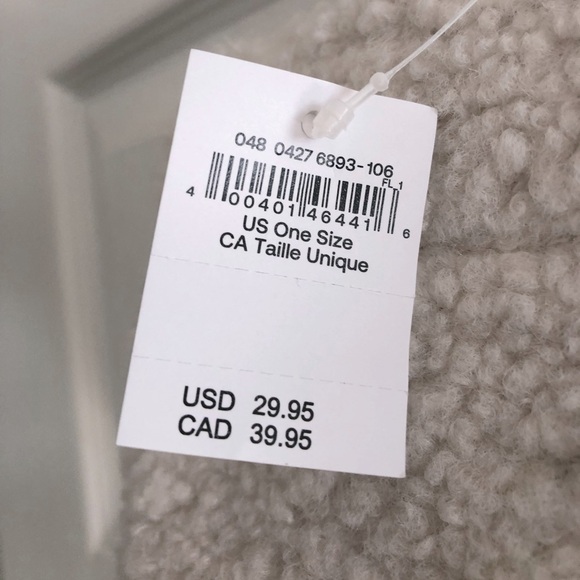 048 0427 6893-106
FL 1
4 00401 46441 6
US One Size
CA Taille Unique
USD 29.95
CAD 39.95